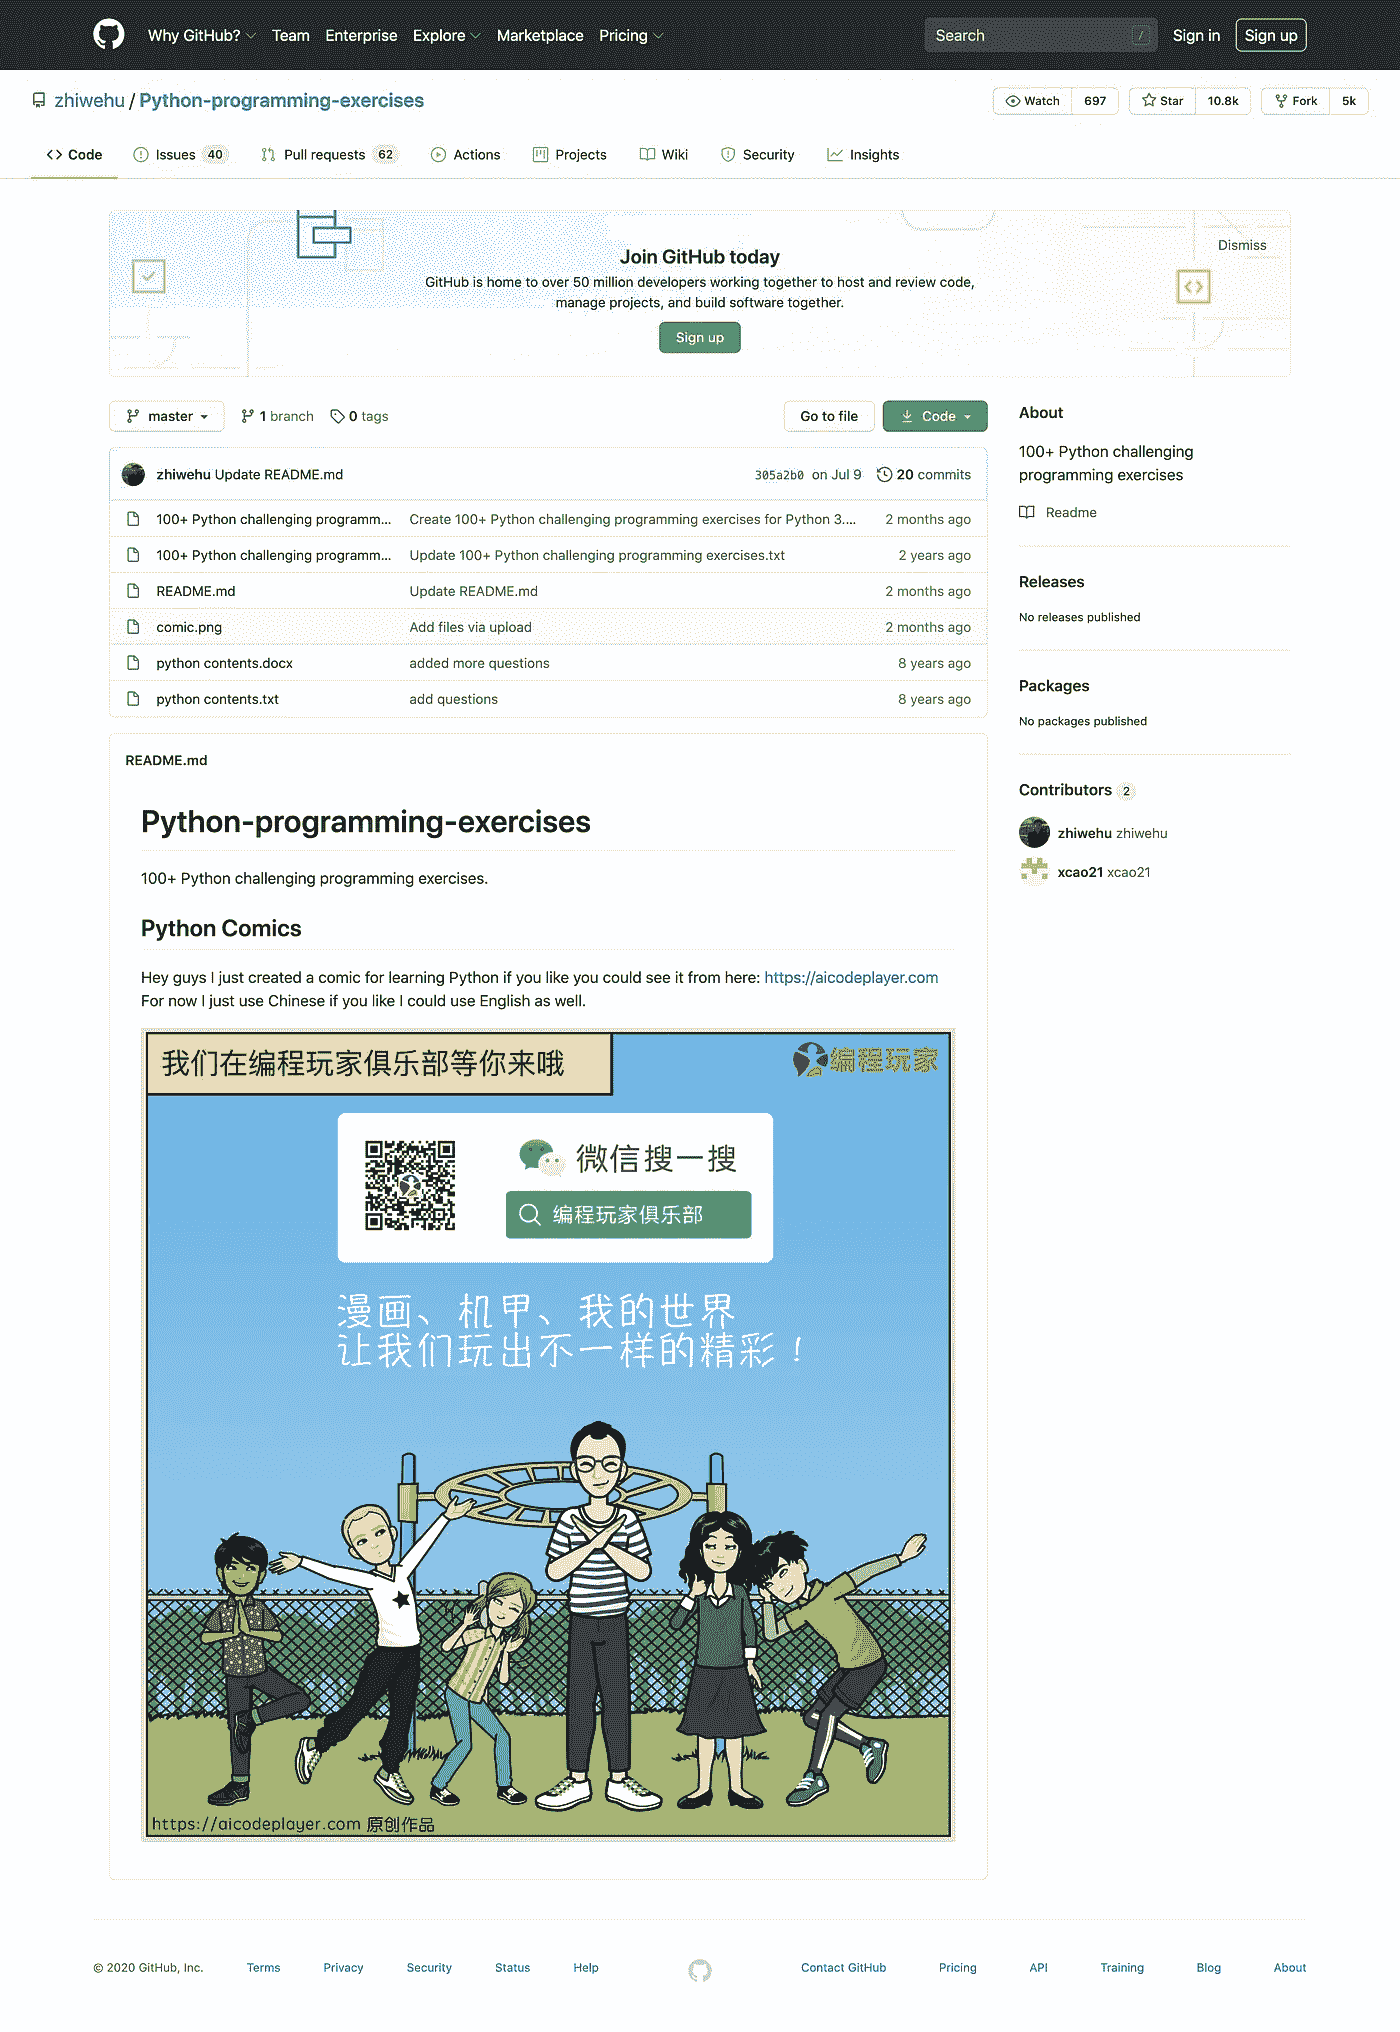 Why GitHub? Team Enterprise Explore Marketplace Pricing Search / Sign in Sign up
zhiwehu / Python-programming-exercises Watch 697 Star 10.8k Fork 5k
Code Issues 40 Pull requests 62 Actions Projects Wiki Security Insights
Dismiss
Join GitHub today
GitHub is home to over 50 million developers working together to host and review code,
manage projects, and build software together.
Sign up
master 1 branch 0 tags Go to file Code
zhiwehu Update README.md 305a2b0 on Jul 9 20 commits
100+ Python challenging programm... Create 100+ Python challenging programming exercises for Python 3.... 2 months ago
100+ Python challenging programm... Update 100+ Python challenging programming exercises.txt 2 years ago
README.md Update README.md 2 months ago
comic.png Add files via upload 2 months ago
python contents.docx added more questions 8 years ago
python contents.txt add questions 8 years ago
README.md
Python-programming-exercises
100+ Python challenging programming exercises.
Python Comics
Hey guys I just created a comic for learning Python if you like you could see it from here: https://aicodeplayer.com
For now I just use Chinese if you like I could use English as well.
我们在编程玩家俱乐部等你来哦
编程玩家
微信搜一搜
编程玩家俱乐部
漫画、机甲、我的世界
让我们玩出不一样的精彩！
https://aicodeplayer.com 原创作品
About
100+ Python challenging
programming exercises
Readme
Releases
No releases published
Packages
No packages published
Contributors 2
zhiwehu zhiwehu
xcao21 xcao21
© 2020 GitHub, Inc. Terms Privacy Security Status Help Contact GitHub Pricing API Training Blog About